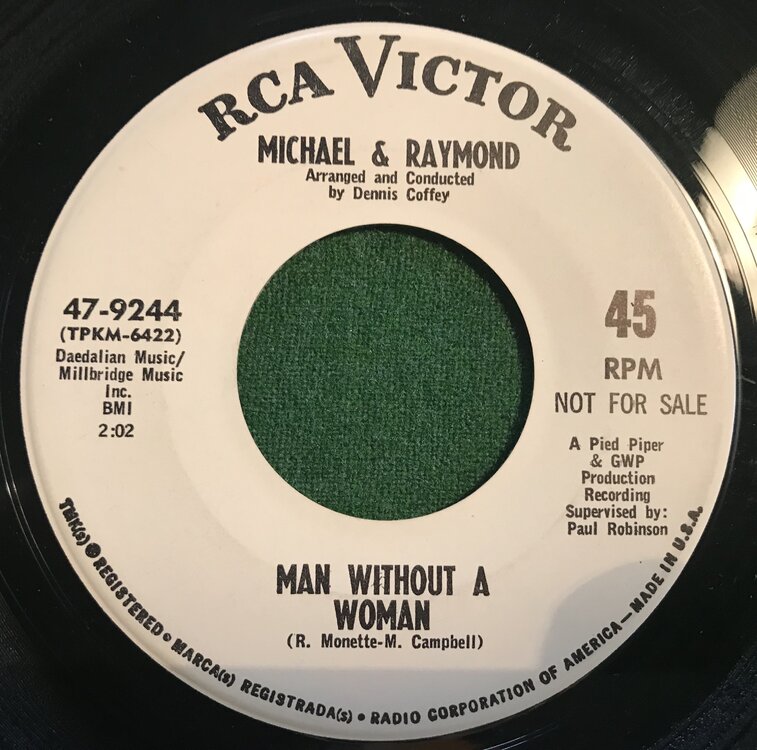 RCA VICTOR
MICHAEL & RAYMOND
Arranged and Conducted
by Dennis Coffey
47-9244
(TPKM-6422)
Daedalian Music/
Millbridge Music
Inc.
BMI
2:02
45
RPM
NOT FOR SALE
A Pied Piper
& GWP
Production
Recording
Supervised by:
Paul Robinson
MAN WITHOUT A
WOMAN
(R. Monette-M. Campbell)
TMK(s) ® REGISTERED • MARCA(s) REGISTRADA(s) • RADIO CORPORATION OF AMERICA — MADE IN U.S.A.